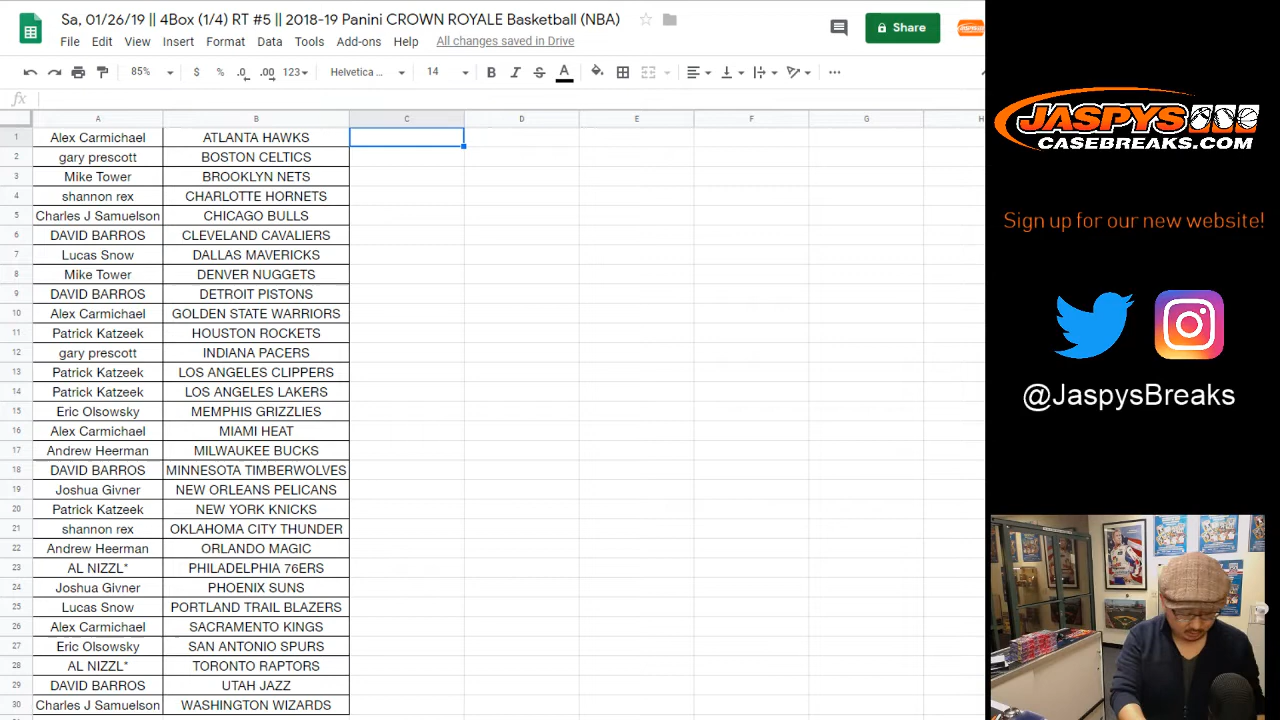 Sa, 01/26/19 || 4Box (1/4) RT #5 || 2018-19 Panini CROWN ROYALE Basketball (NBA)
File Edit View Insert Format Data Tools Add-ons Help All changes saved in Drive
Share
85% $ % .0 .00 123 Helvetica ... 14 B I S A
fx
A B C D E F G H
1 Alex Carmichael ATLANTA HAWKS
2 gary prescott BOSTON CELTICS
3 Mike Tower BROOKLYN NETS
4 shannon rex CHARLOTTE HORNETS
5 Charles J Samuelson CHICAGO BULLS
6 DAVID BARROS CLEVELAND CAVALIERS
7 Lucas Snow DALLAS MAVERICKS
8 Mike Tower DENVER NUGGETS
9 DAVID BARROS DETROIT PISTONS
10 Alex Carmichael GOLDEN STATE WARRIORS
11 Patrick Katzeek HOUSTON ROCKETS
12 gary prescott INDIANA PACERS
13 Patrick Katzeek LOS ANGELES CLIPPERS
14 Patrick Katzeek LOS ANGELES LAKERS
15 Eric Olsowsky MEMPHIS GRIZZLIES
16 Alex Carmichael MIAMI HEAT
17 Andrew Heerman MILWAUKEE BUCKS
18 DAVID BARROS MINNESOTA TIMBERWOLVES
19 Joshua Givner NEW ORLEANS PELICANS
20 Patrick Katzeek NEW YORK KNICKS
21 shannon rex OKLAHOMA CITY THUNDER
22 Andrew Heerman ORLANDO MAGIC
23 AL NIZZL* PHILADELPHIA 76ERS
24 Joshua Givner PHOENIX SUNS
25 Lucas Snow PORTLAND TRAIL BLAZERS
26 Alex Carmichael SACRAMENTO KINGS
27 Eric Olsowsky SAN ANTONIO SPURS
28 AL NIZZL* TORONTO RAPTORS
29 DAVID BARROS UTAH JAZZ
30 Charles J Samuelson WASHINGTON WIZARDS
JASPYS
CASEBREAKS.COM
Sign up for our new website!
@JaspysBreaks